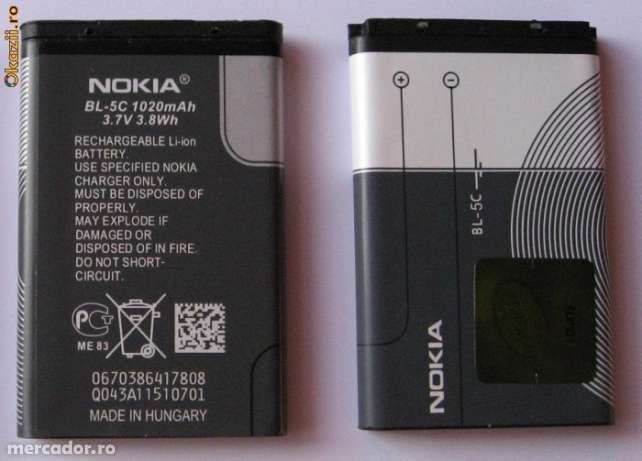 Okazii.ro
NOKIA®
BL-5C 1020mAh
3.7V 3.8Wh
RECHARGEABLE Li-ion
BATTERY.
USE SPECIFIED NOKIA
CHARGER ONLY.
MUST BE DISPOSED OF
PROPERLY.
MAY EXPLODE IF
DAMAGED OR
DISPOSED OF IN FIRE.
DO NOT SHORT-
CIRCUIT.
ME 83
0670386417808
Q043A11510701
MADE IN HUNGARY
+ -
BL-5C
NOKIA
mercador.ro